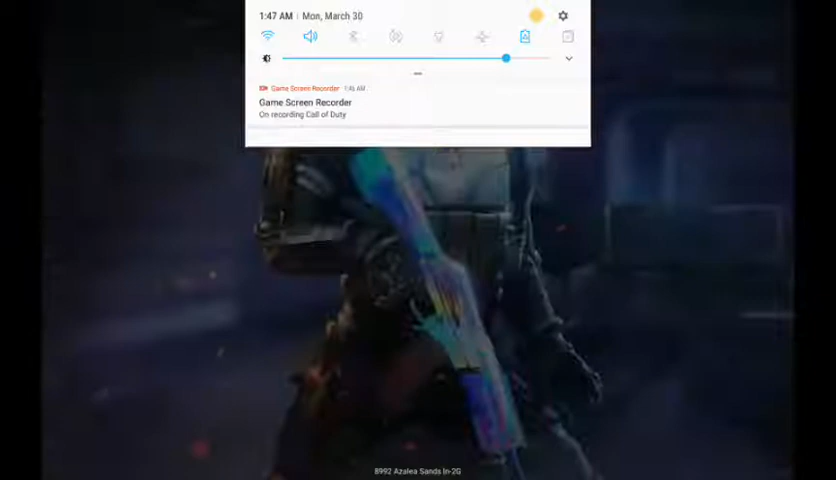 1:47 AM | Mon, March 30
Game Screen Recorder 1:46 AM
Game Screen Recorder
On recording Call of Duty
8992 Azalea Sands ln-2G